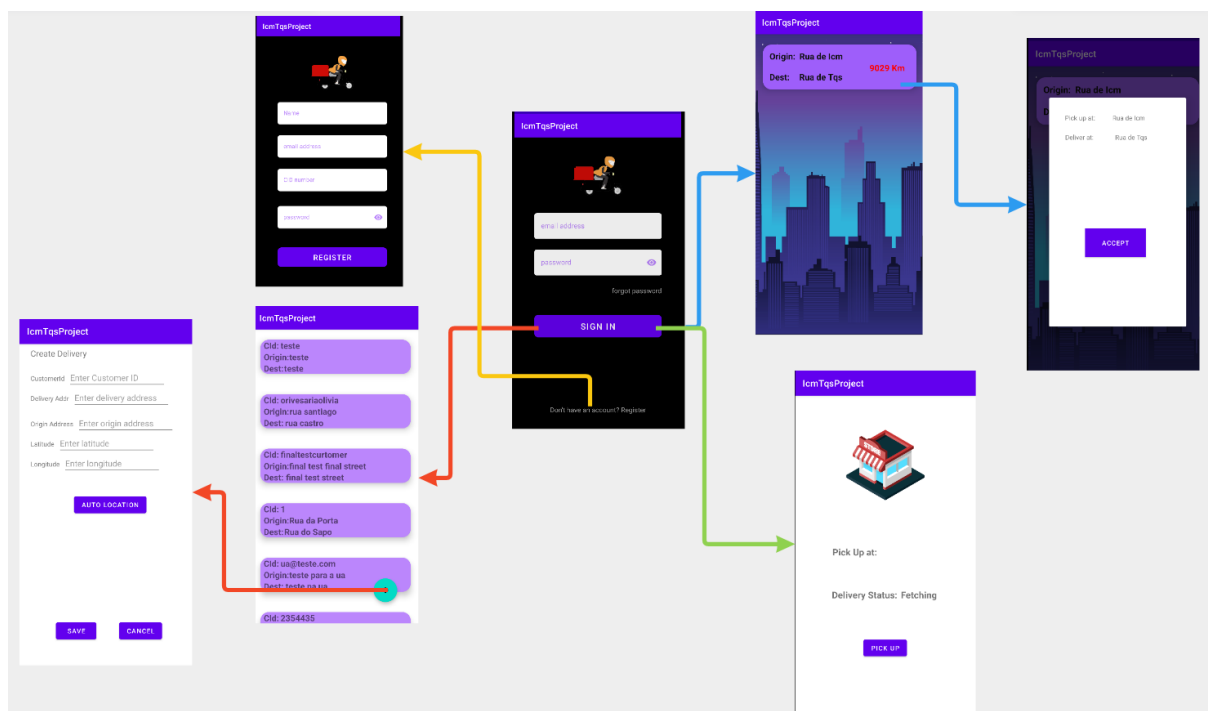 IcmTqsProject
Name
email address
password
REGISTER
IcmTqsProject
email address
password
forgot password
SIGN IN
Don't have an account? Register
IcmTqsProject
Origin: Rua de Icm
9029 Km
Dest: Rua de Tqs
IcmTqsProject
Origin: Rua de Icm
D
Pick up at: Rua de Icm
Deliver at: Rua de Tqs
ACCEPT
IcmTqsProject
Create Delivery
CustomerId Enter Customer ID
Delivery Addr Enter delivery address
Origin Address Enter origin address
Latitude Enter latitude
Longitude Enter longitude
AUTO LOCATION
SAVE
CANCEL
IcmTqsProject
CId: teste
Origin:teste
Dest:teste
CId: orivesariaolivia
Origin:rua santiago
Dest: rua castro
CId: finaltestcurtomer
Origin:final test final street
Dest: final test street
CId: 1
Origin:Rua da Porta
Dest:Rua do Sapo
CId: ua@teste.com
Origin:teste para a ua
Dest: teste na ua
CId: 2354435
IcmTqsProject
Pick Up at:
Delivery Status: Fetching
PICK UP